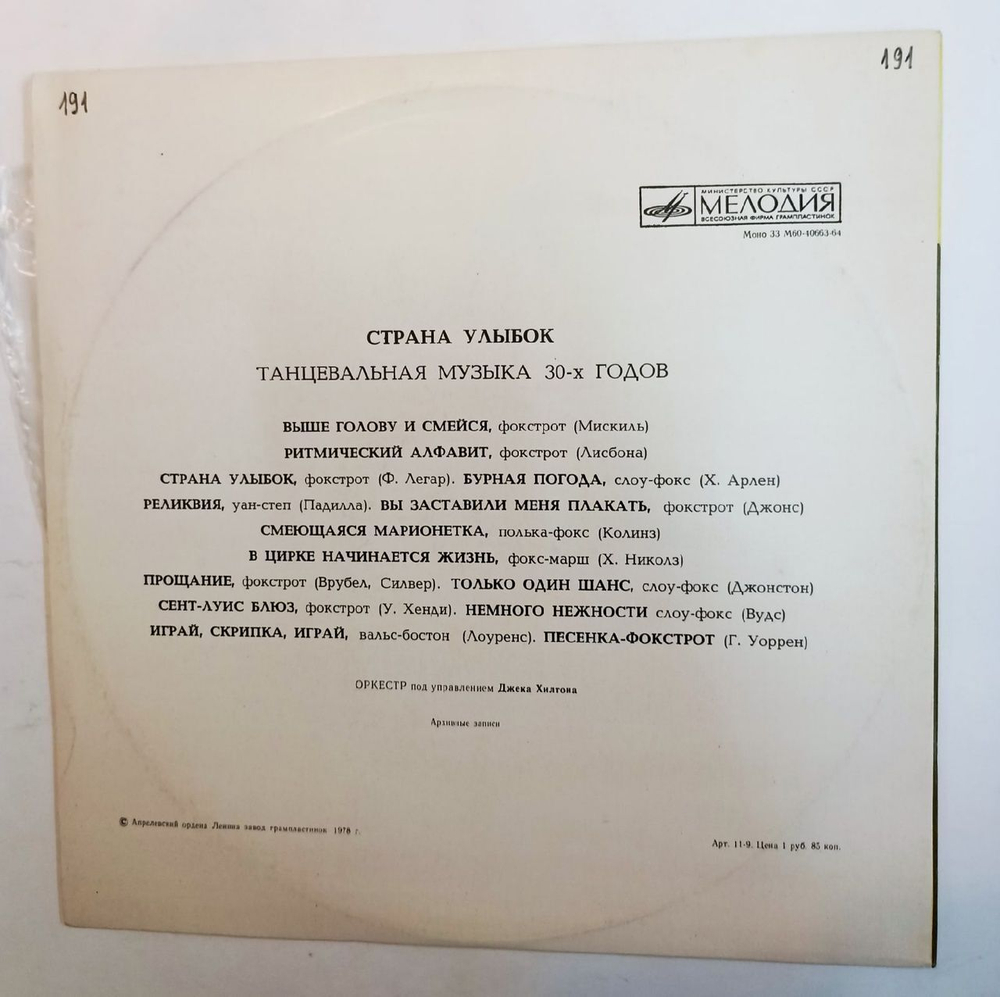 191
191
МИНИСТЕРСТВО КУЛЬТУРЫ СССР
МЕЛОДИЯ
ВСЕСОЮЗНАЯ ФИРМА ГРАМПЛАСТИНОК
Моно 33 М60-40663-64
СТРАНА УЛЫБОК
ТАНЦЕВАЛЬНАЯ МУЗЫКА 30-х ГОДОВ
ВЫШЕ ГОЛОВУ И СМЕЙСЯ, фокстрот (Мискиль)
РИТМИЧЕСКИЙ АЛФАВИТ, фокстрот (Лисбона)
СТРАНА УЛЫБОК, фокстрот (Ф. Легар). БУРНАЯ ПОГОДА, слоу-фокс (Х. Арлен)
РЕЛИКВИЯ, уан-степ (Падилла). ВЫ ЗАСТАВИЛИ МЕНЯ ПЛАКАТЬ, фокстрот (Джонс)
СМЕЮЩАЯСЯ МАРИОНЕТКА, полька-фокс (Колинз)
В ЦИРКЕ НАЧИНАЕТСЯ ЖИЗНЬ, фокс-марш (Х. Николз)
ПРОЩАНИЕ, фокстрот (Врубел, Силвер). ТОЛЬКО ОДИН ШАНС, слоу-фокс (Джонстон)
СЕНТ-ЛУИС БЛЮЗ, фокстрот (У. Хенди). НЕМНОГО НЕЖНОСТИ слоу-фокс (Вудс)
ИГРАЙ, СКРИПКА, ИГРАЙ, вальс-бостон (Лоуренс). ПЕСЕНКА-ФОКСТРОТ (Г. Уоррен)
ОРКЕСТР под управлением Джека Хилтона
Архивные записи
© Апрелевский ордена Ленина завод грампластинок 1978 г.
Арт. 11-9. Цена 1 руб. 85 коп.